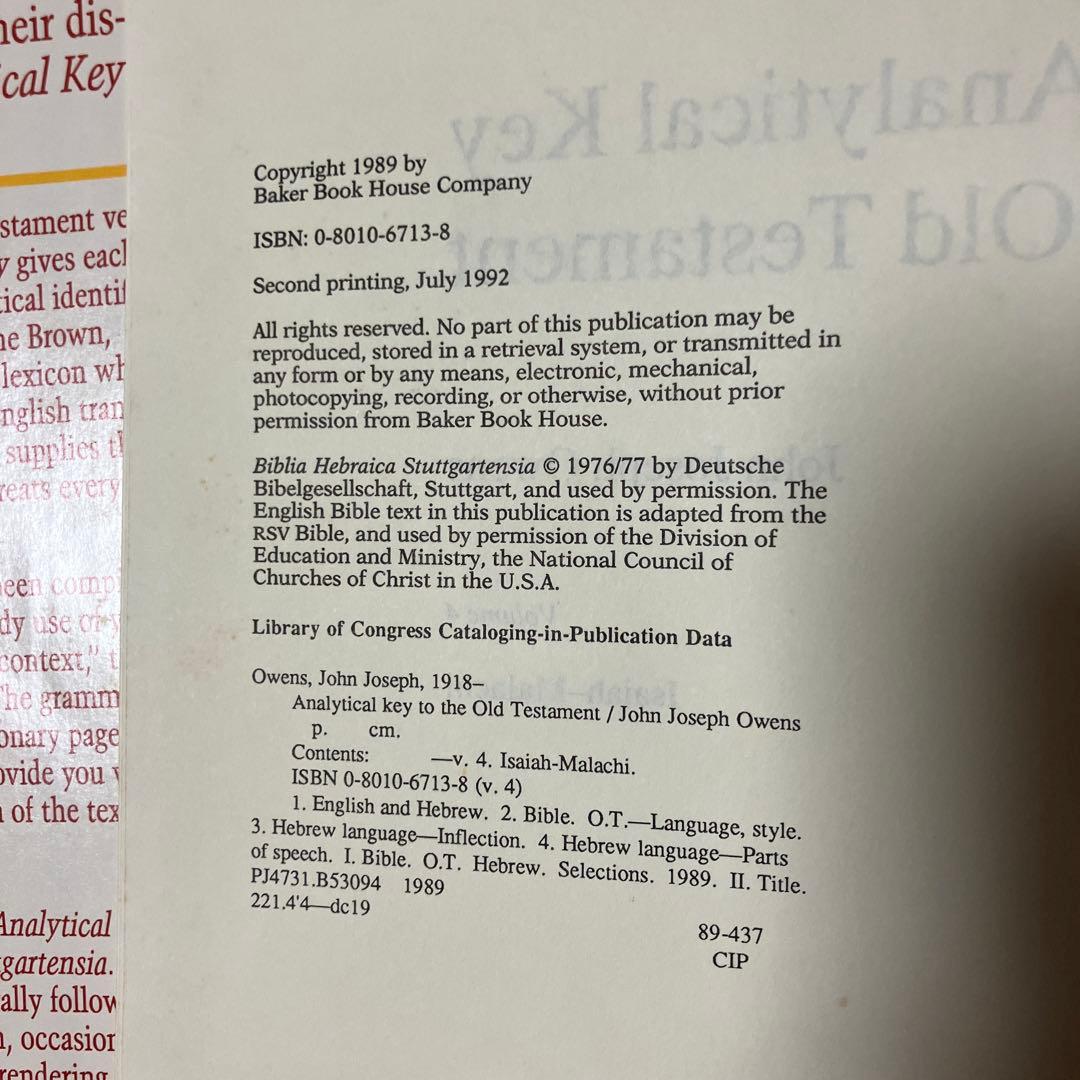 heir dis-
ical Key
stament ve
y gives each
tical identif
he Brown,
lexicon wh
nglish tran
supplies th
reats every
een comp
dy use of y
context," t
he gramm
onary page
ovide you v
n of the tex
Analytical
tgartensia.
ally follow
n, occasion
rendering
Analytical Key
Old Testament
Copyright 1989 by
Baker Book House Company
ISBN: 0-8010-6713-8
Second printing, July 1992
All rights reserved. No part of this publication may be
reproduced, stored in a retrieval system, or transmitted in
any form or by any means, electronic, mechanical,
photocopying, recording, or otherwise, without prior
permission from Baker Book House.
Biblia Hebraica Stuttgartensia © 1976/77 by Deutsche
Bibelgesellschaft, Stuttgart, and used by permission. The
English Bible text in this publication is adapted from the
RSV Bible, and used by permission of the Division of
Education and Ministry, the National Council of
Churches of Christ in the U.S.A.
Library of Congress Cataloging-in-Publication Data
Owens, John Joseph, 1918–
Analytical key to the Old Testament / John Joseph Owens
p. cm.
Contents: —v. 4. Isaiah-Malachi.
ISBN 0-8010-6713-8 (v. 4)
1. English and Hebrew. 2. Bible. O.T.—Language, style.
3. Hebrew language—Inflection. 4. Hebrew language—Parts
of speech. I. Bible. O.T. Hebrew. Selections. 1989. II. Title.
PJ4731.B53094 1989
221.4'4—dc19
89-437
CIP